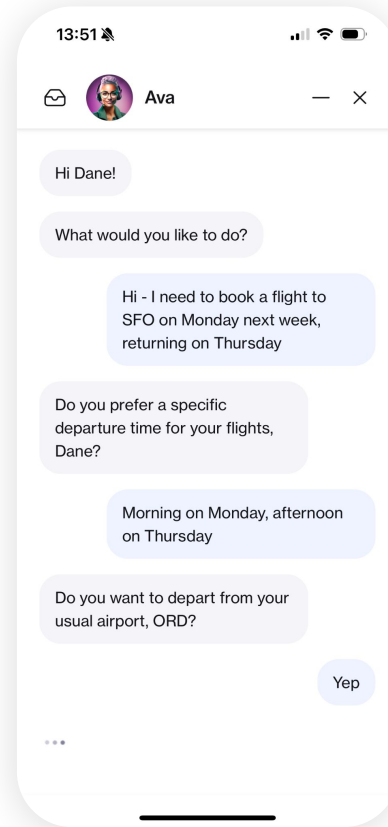 13:51
Ava
Hi Dane!
What would you like to do?
Hi - I need to book a flight to
SFO on Monday next week,
returning on Thursday
Do you prefer a specific
departure time for your flights,
Dane?
Morning on Monday, afternoon
on Thursday
Do you want to depart from your
usual airport, ORD?
Yep